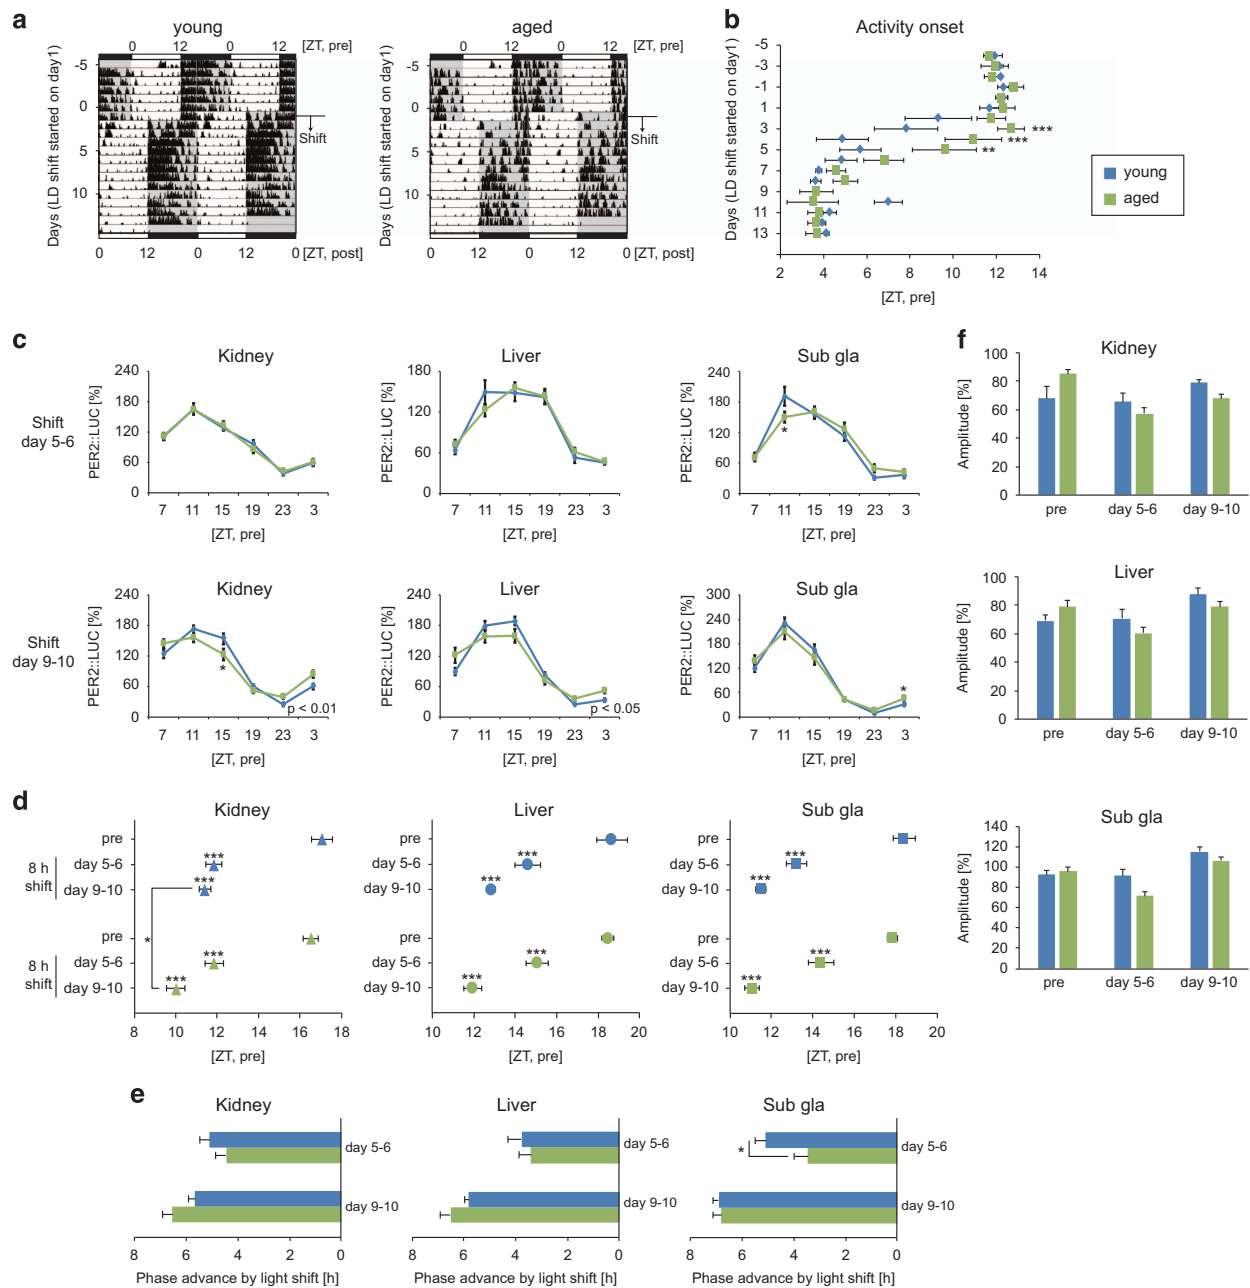 a
young
aged
0 12 0 12 [ZT, pre]
0 12 0 12 [ZT, pre]
Days (LD shift started on day1)
-5
0
5
10
Shift
12 0 12 0 [ZT, post]
Days (LD shift started on day1)
-5
0
5
10
Shift
0 12 0 12 0 [ZT, post]
b
Activity onset
Days (LD shift started on day1)
-5
-3
-1
1
3
5
7
9
11
13
***
***
**
2 4 6 8 10 12 14
[ZT, pre]
young
aged
c
Shift
day 5-6
Kidney
PER2::LUC [%]
240
180
120
60
0
7 11 15 19 23 3
[ZT, pre]
Liver
PER2::LUC [%]
180
120
60
0
7 11 15 19 23 3
[ZT, pre]
Sub gla
PER2::LUC [%]
240
180
120
60
0
*
7 11 15 19 23 3
[ZT, pre]
Shift
day 9-10
Kidney
PER2::LUC [%]
240
180
120
60
0
*
p < 0.01
7 11 15 19 23 3
[ZT, pre]
Liver
PER2::LUC [%]
240
180
120
60
0
p < 0.05
7 11 15 19 23 3
[ZT, pre]
Sub gla
PER2::LUC [%]
300
240
180
120
60
0
*
7 11 15 19 23 3
[ZT, pre]
d
Kidney
8 h
shift
pre
day 5-6
***
day 9-10
***
*
8 h
shift
pre
day 5-6
***
day 9-10
***
8 10 12 14 16 18
[ZT, pre]
Liver
pre
day 5-6
***
day 9-10
***
pre
day 5-6
***
day 9-10
***
10 12 14 16 18 20
[ZT, pre]
Sub gla
pre
day 5-6
***
day 9-10
***
pre
day 5-6
***
day 9-10
***
10 12 14 16 18 20
[ZT, pre]
e
Kidney
day 5-6
day 9-10
8 6 4 2 0
Phase advance by light shift [h]
Liver
day 5-6
day 9-10
8 6 4 2 0
Phase advance by light shift [h]
Sub gla
*
day 5-6
day 9-10
8 6 4 2 0
Phase advance by light shift [h]
f
Kidney
Amplitude [%]
100
80
60
40
20
0
pre day 5-6 day 9-10
Liver
Amplitude [%]
100
80
60
40
20
0
pre day 5-6 day 9-10
Sub gla
Amplitude [%]
140
120
100
80
60
40
20
0
pre day 5-6 day 9-10